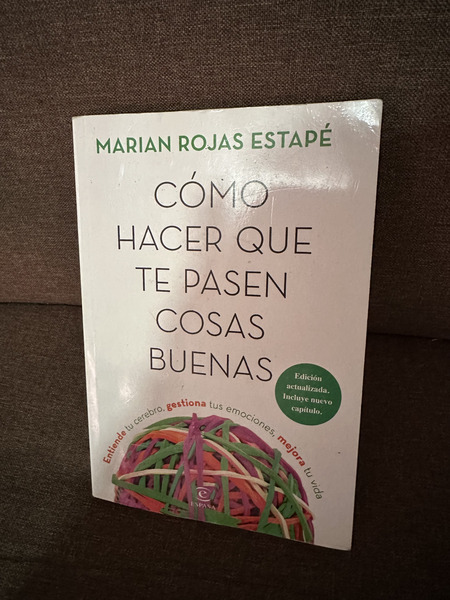 MARIAN ROJAS ESTAPÉ
CÓMO
HACER QUE
TE PASEN
COSAS
BUENAS
Edición
actualizada.
Incluye nuevo
capítulo.
Entiende tu cerebro, gestiona tus emociones, mejora tu vida
e
ESPASA